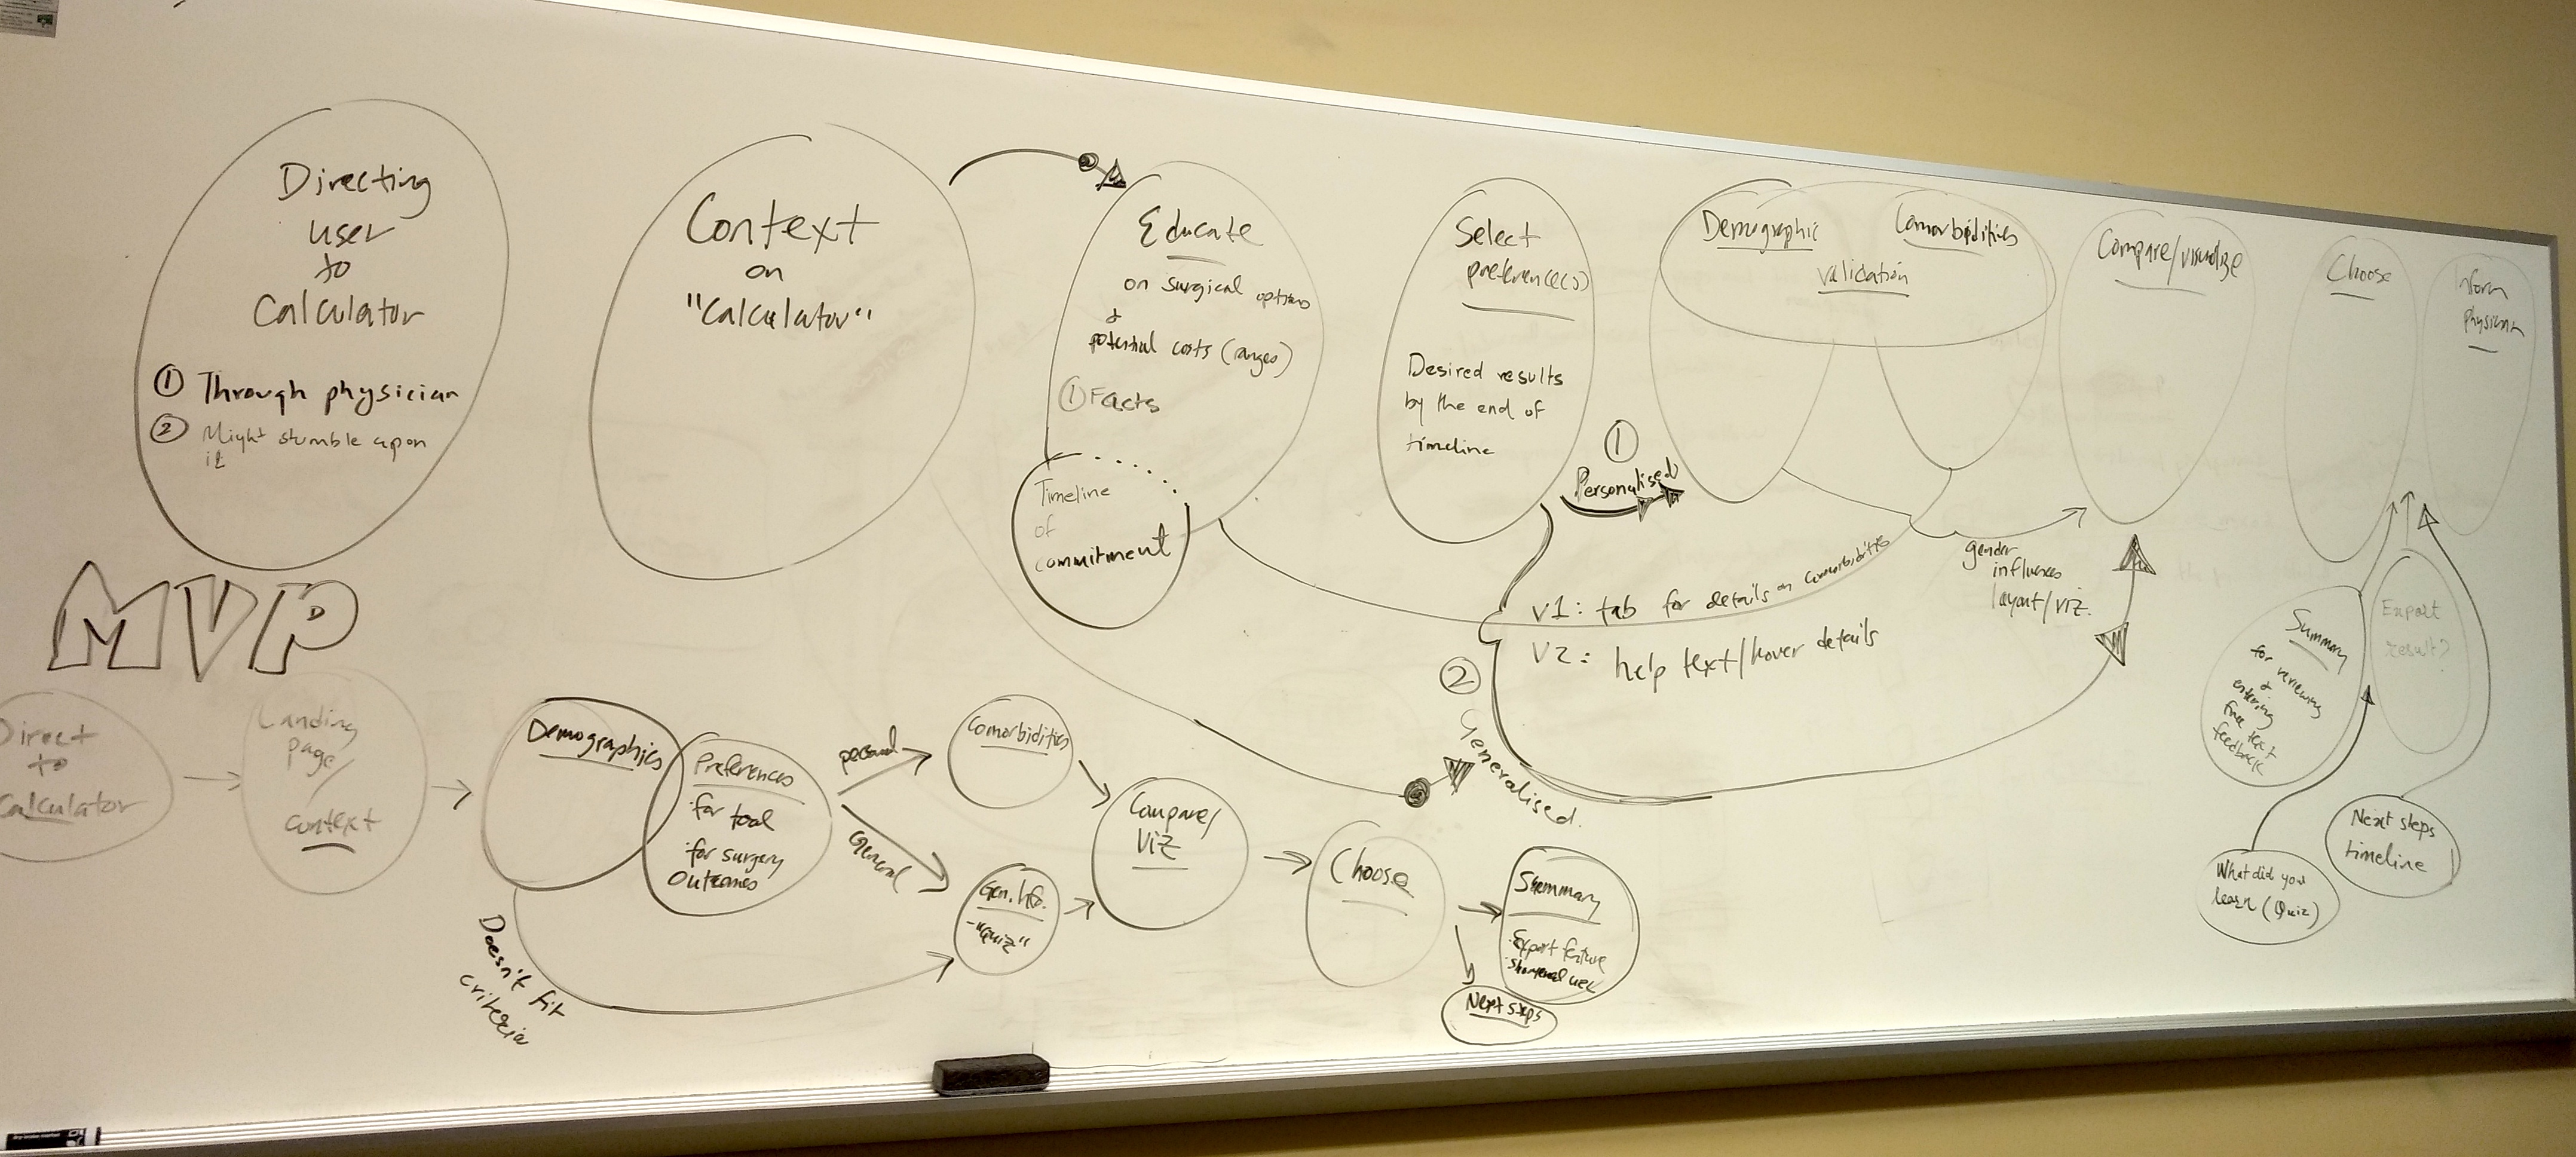 Directing
user
to
Calculator
① Through physician
② Might stumble upon
it
Context
on
"Calculator"
Educate
on surgical options
&
potential costs (ranges)
① Facts
Timeline
of
commitment
Select
preference(s)
Desired results
by the end of
timeline
①
Personalised
Demographic
Comorbidities
validation
Compare/visualize
Choose
Inform
physician
gender
influences
layout/viz.
V1: tab for details on comorbidities
V2: help text/hover details
②
Generalised.
Summary
for reviewing
&
entering
free text
feedback
Export
result?
Next steps
timeline
What did you
learn (Quiz)
MVP
Direct
to
Calculator
Landing
page/
context
Demographics
Preferences
for tool
for surgery
outcomes
personal
General
Doesn't fit
criteria
Comorbidities
Gen. Info.
- "Quiz"
Compare/
Viz
Choose
Summary
Export feature
Next steps